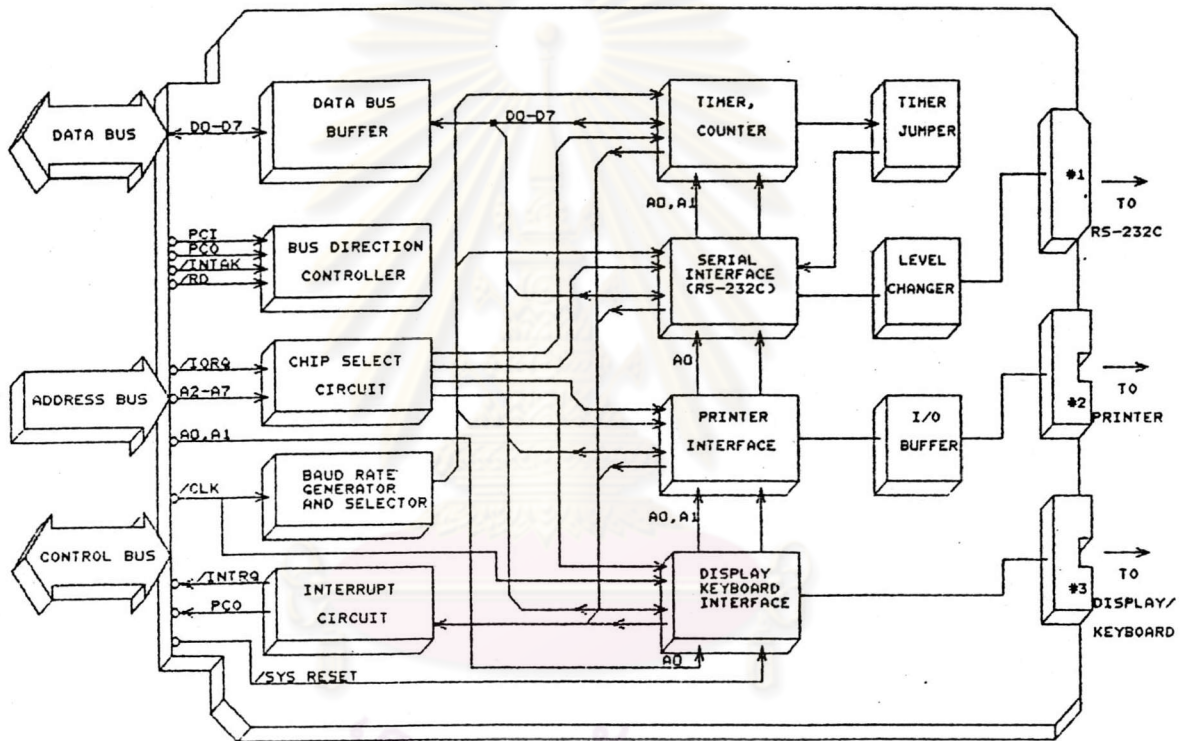 DATA BUS
D0-D7
DATA BUS
BUFFER
D0-D7
TIMER,
COUNTER
TIMER
JUMPER
#1
TO
RS-232C
A0,A1
PCI
PCO
/INTAK
/RD
BUS DIRECTION
CONTROLLER
SERIAL
INTERFACE
(RS-232C)
LEVEL
CHANGER
A0
ADDRESS BUS
/IORQ
A2-A7
A0,A1
CHIP SELECT
CIRCUIT
PRINTER
INTERFACE
I/O
BUFFER
#2
TO
PRINTER
/CLK
BAUD RATE
GENERATOR
AND SELECTOR
A0,A1
CONTROL BUS
/INTRQ
PCO
INTERRUPT
CIRCUIT
DISPLAY
KEYBOARD
INTERFACE
#3
TO
DISPLAY/
KEYBOARD
A0
/SYS RESET